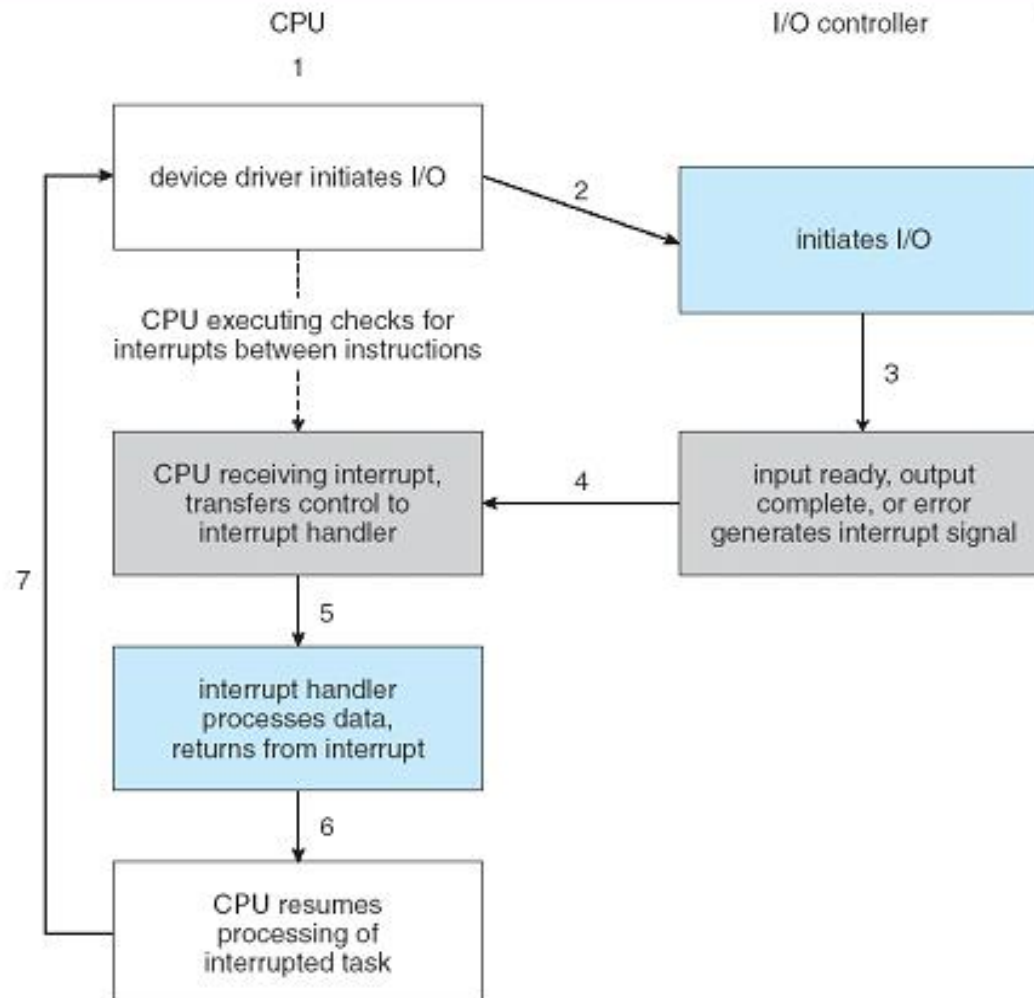 CPU
I/O controller
1
device driver initiates I/O
2
initiates I/O
CPU executing checks for
interrupts between instructions
3
CPU receiving interrupt,
transfers control to
interrupt handler
4
input ready, output
complete, or error
generates interrupt signal
7
5
interrupt handler
processes data,
returns from interrupt
6
CPU resumes
processing of
interrupted task